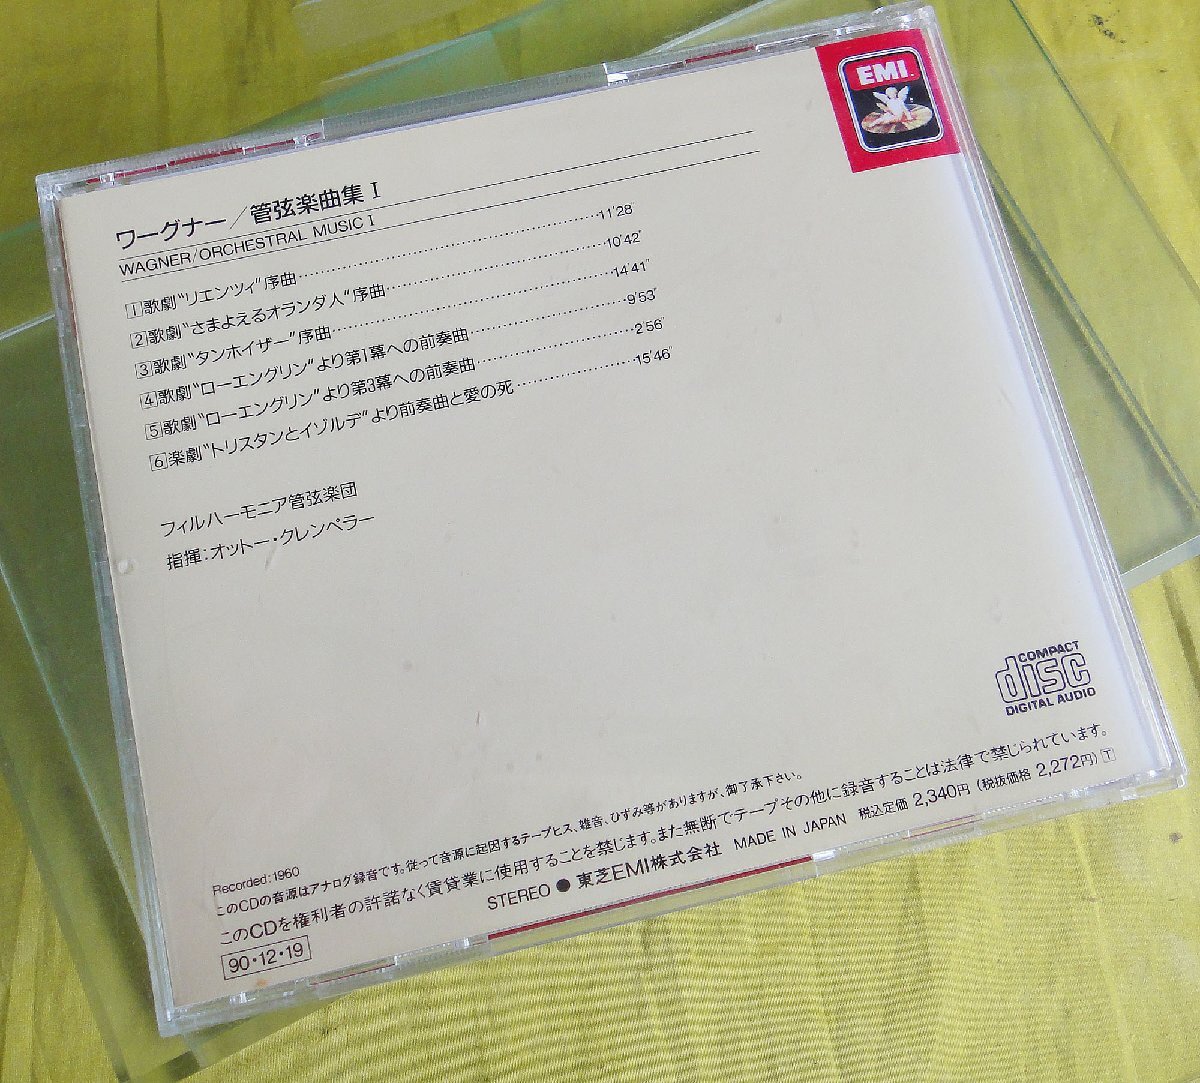 EMI
ワーグナー/管弦楽曲集 I
WAGNER/ORCHESTRAL MUSIC I
1 歌劇"リエンツィ"序曲……………………………11'28"
2 歌劇"さまよえるオランダ人"序曲……………………10'42"
3 歌劇"タンホイザー"序曲…………………………14'41"
4 歌劇"ローエングリン"より第1幕への前奏曲……………9'53"
5 歌劇"ローエングリン"より第3幕への前奏曲……………2'56"
6 楽劇"トリスタンとイゾルデ"より前奏曲と愛の死…………15'46"
フィルハーモニア管弦楽団
指揮:オットー・クレンペラー
COMPACT
disc
DIGITAL AUDIO
Recorded:1960
このCDの音源はアナログ録音です。従って音源に起因するテープヒス、雑音、ひずみ等がありますが、御了承下さい。
このCDを権利者の許諾なく賃貸業に使用することを禁じます。また無断でテープその他に録音することは法律で禁じられています。
STEREO ● 東芝EMI株式会社 MADE IN JAPAN 税込定価 2,340円 (税抜価格 2,272円) T
90・12・19